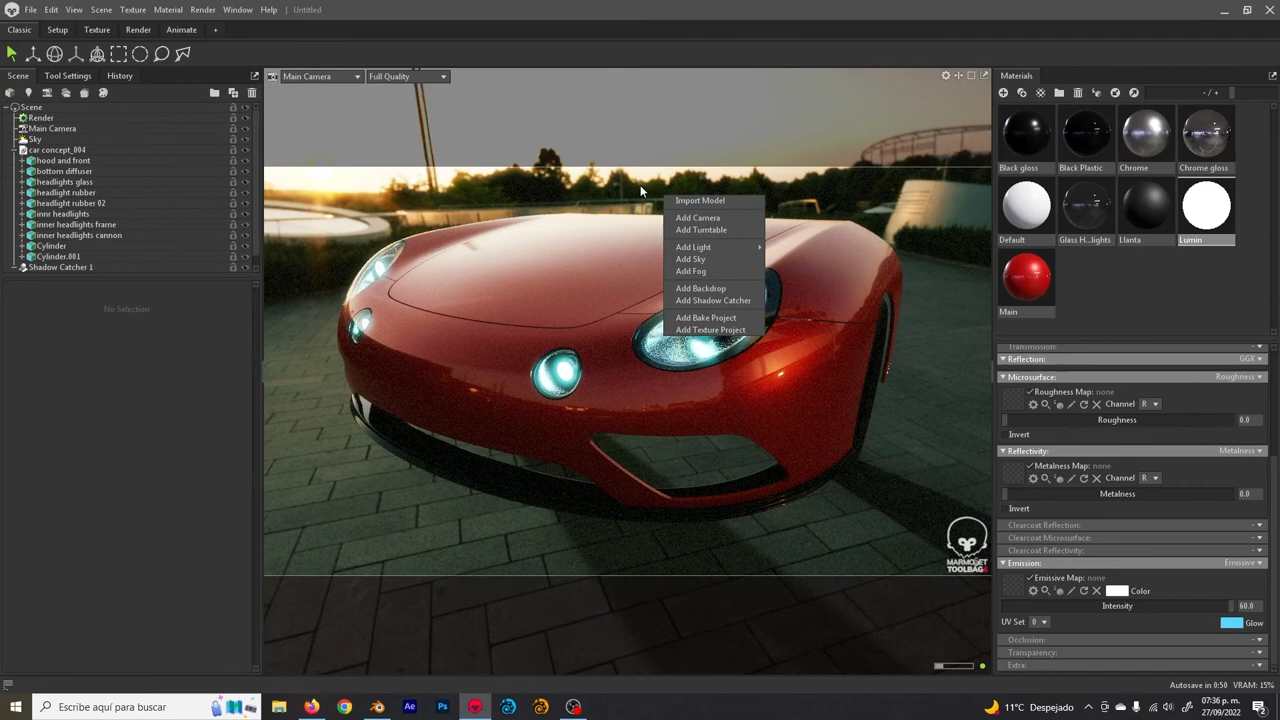 File Edit View Scene Texture Material Render Window Help Untitled
Classic Setup Texture Render Animate +
Scene Tool Settings History
Main Camera Full Quality
Materials
- / +
Scene
Render
Main Camera
Sky
car concept_004
hood and front
bottom diffuser
headlights glass
headlight rubber
headlight rubber 02
innr headlights
inner headlights frame
inner headlights cannon
Cylinder
Cylinder.001
Shadow Catcher 1
No Selection
Import Model
Add Camera
Add Turntable
Add Light
Add Sky
Add Fog
Add Backdrop
Add Shadow Catcher
Add Bake Project
Add Texture Project
MARMOSET
TOOLBAG4
Black gloss Black Plastic Chrome Chrome gloss
Default Glass H...lights Llanta Lumin
Main
Transmission:
Reflection: GGX
Microsurface: Roughness
Roughness Map: none
Channel R
Roughness 0.0
Invert
Reflectivity: Metalness
Metalness Map: none
Channel R
Metalness 0.0
Invert
Clearcoat Reflection:
Clearcoat Microsurface:
Clearcoat Reflectivity:
Emission: Emissive
Emissive Map: none
Color
Intensity 60.0
UV Set 0 Glow
Occlusion:
Transparency:
Extra:
Autosave in 0:50 VRAM: 15%
Escribe aquí para buscar
Ae Ps
11°C Despejado
07:36 p. m.
27/09/2022
2